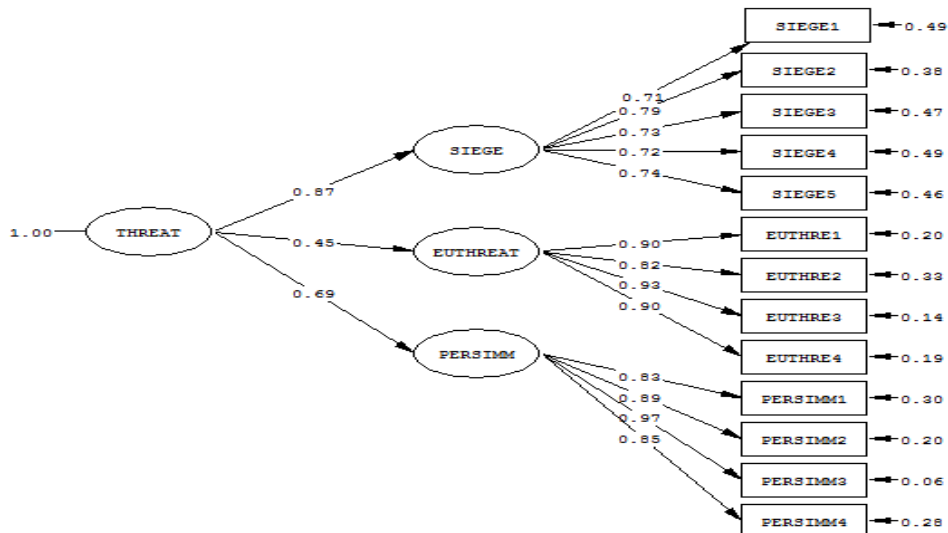 SIEGE1 0.49
SIEGE2 0.38
0.71
0.79
SIEGE3 0.47
0.73
SIEGE 0.72 SIEGE4 0.49
0.74
0.87 SIEGE5 0.46
1.00 THREAT 0.45 EUTHREAT 0.90 EUTHRE1 0.20
0.82 EUTHRE2 0.33
0.69 0.93
0.90 EUTHRE3 0.14
PERSIMM EUTHRE4 0.19
0.83 PERSIMM1 0.30
0.89
0.97
0.85 PERSIMM2 0.20
PERSIMM3 0.06
PERSIMM4 0.28